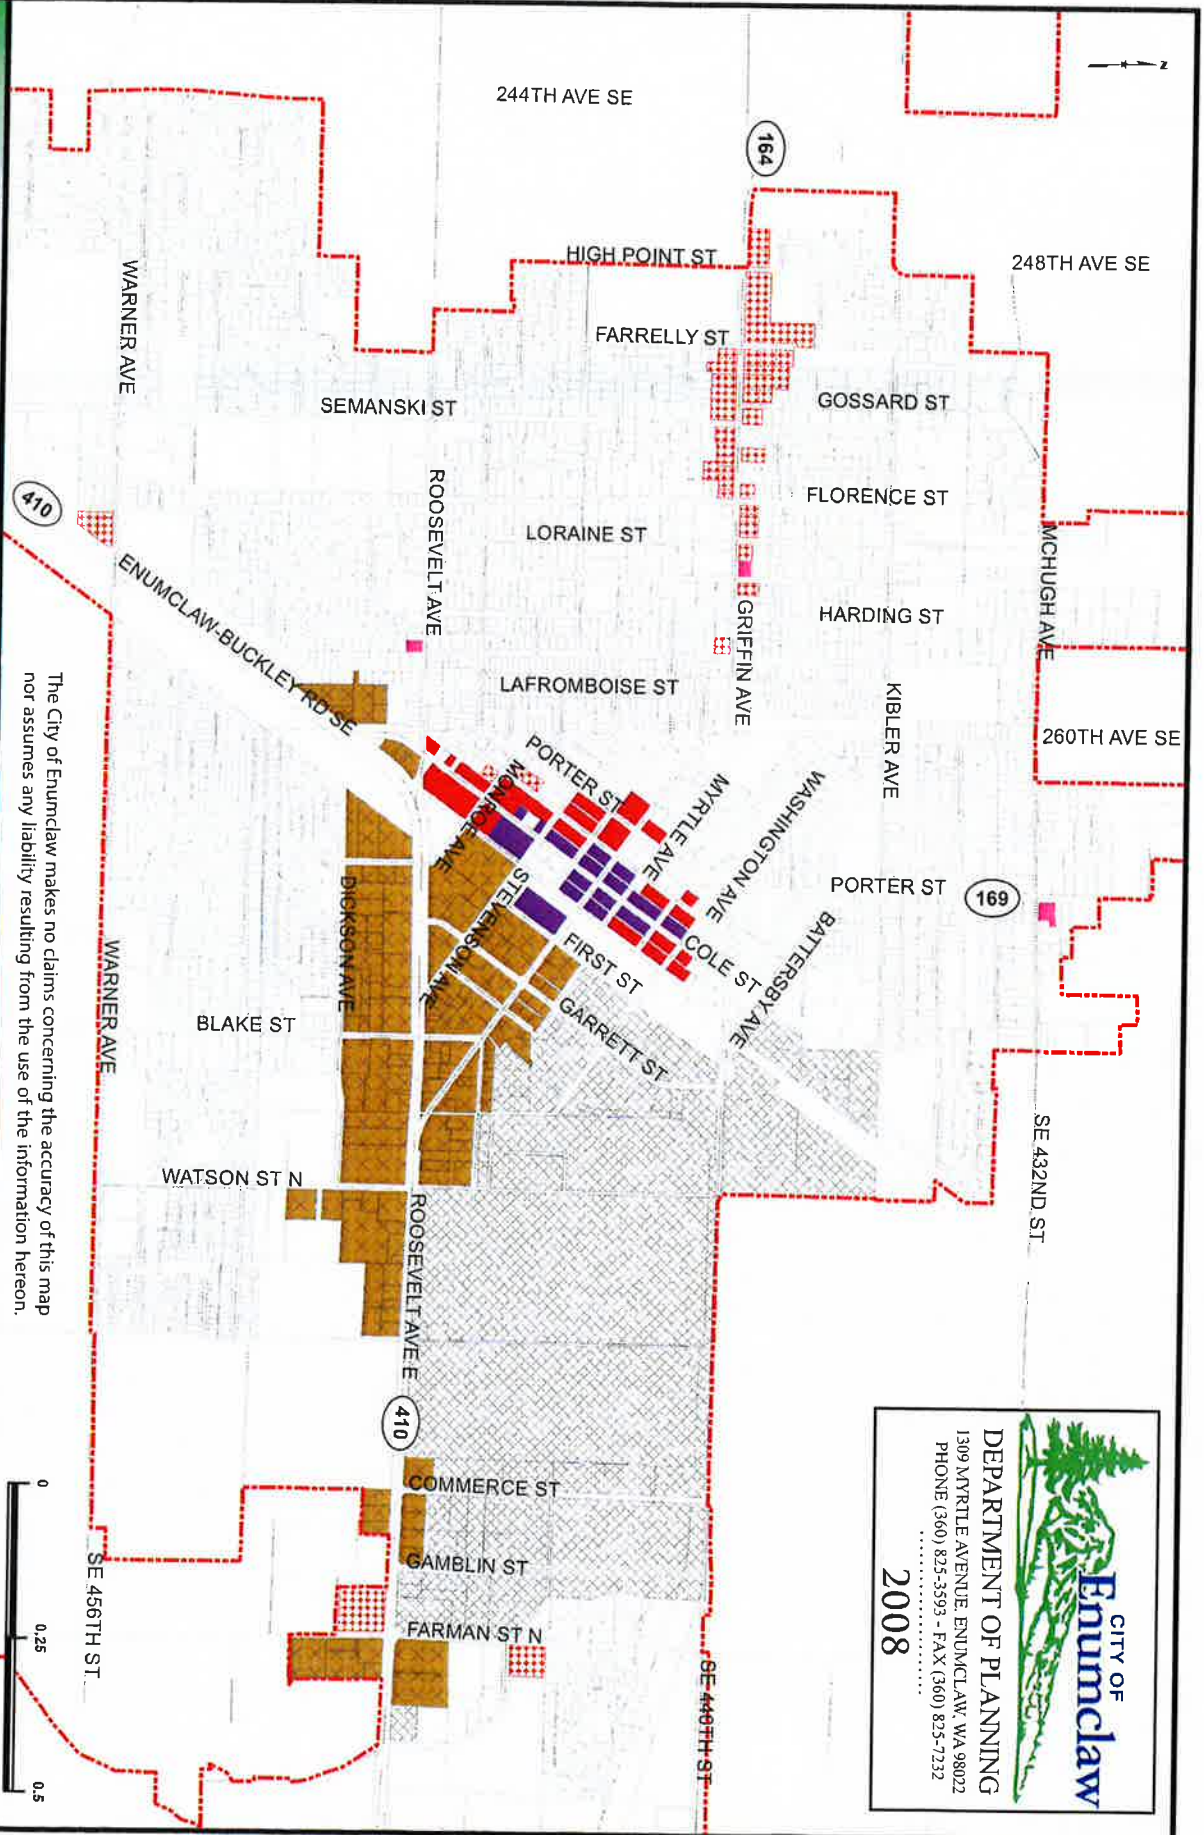 CITY OF
Enumclaw
DEPARTMENT OF PLANNING
1309 MYRTLE AVENUE, ENUMCLAW, WA 98022
PHONE (360) 825-3593 - FAX (360) 825-7232
2008
N
244TH AVE SE
248TH AVE SE
164
HIGH POINT ST
FARRELLY ST
GOSSARD ST
SEMANSKI ST
WARNER AVE
FLORENCE ST
LORAINE ST
ROOSEVELT AVE
410
ENUMCLAW-BUCKLEY RD SE
HARDING ST
GRIFFIN AVE
MCHUGH AVE
LAFROMBOISE ST
KIBLER AVE
260TH AVE SE
PORTER ST
MONROE AVE
MYRTLE AVE
WASHINGTON AVE
PORTER ST
169
BATTERSBY AVE
COLE ST
FIRST ST
STEVENSON AVE
GARRETT ST
DICKSON AVE
WARNER AVE
BLAKE ST
WATSON ST N
SE 432ND ST
ROOSEVELT AVE E
410
COMMERCE ST
GAMBLIN ST
FARMAN ST N
SE 440TH ST
SE 456TH ST
0
0.25
0.5
The City of Enumclaw makes no claims concerning the accuracy of this map
nor assumes any liability resulting from the use of the information hereon.